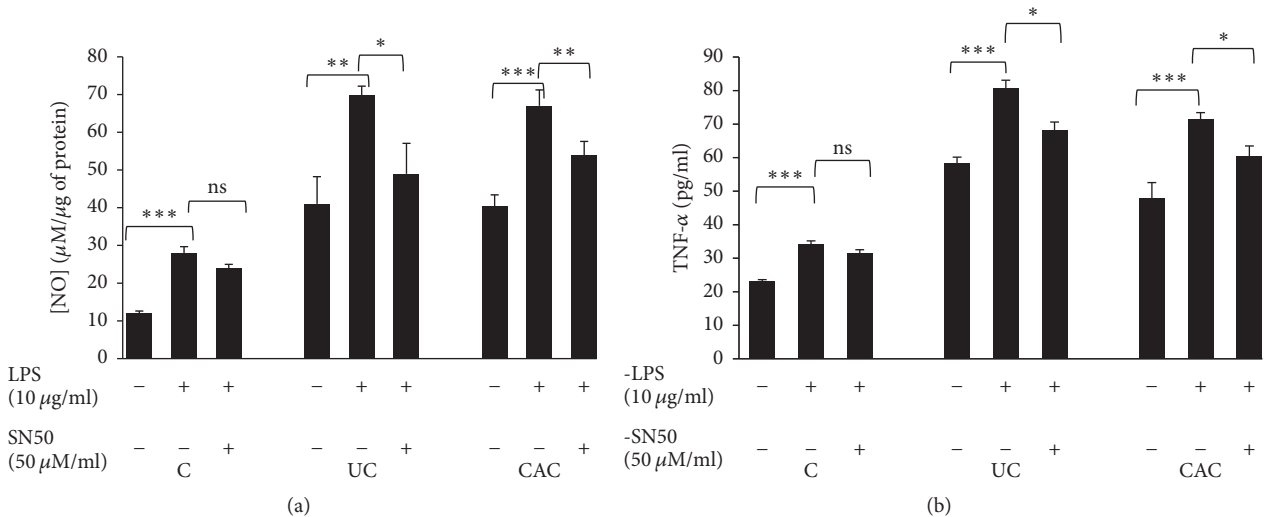 80
70
60
50
40
30
20
10
0
[NO] (μM/μg of protein)
*** ns
** *
*** **
LPS
(10 μg/ml)
− + + − + + − + +
SN50
(50 μM/ml)
− − + − − + − − +
C UC CAC
(a)
90
80
70
60
50
40
30
20
10
0
TNF-α (pg/ml)
*** ns
*** *
*** *
-LPS
(10 μg/ml)
− + + − + + − + +
-SN50
(50 μM/ml)
− − + − − + − − +
C UC CAC
(b)